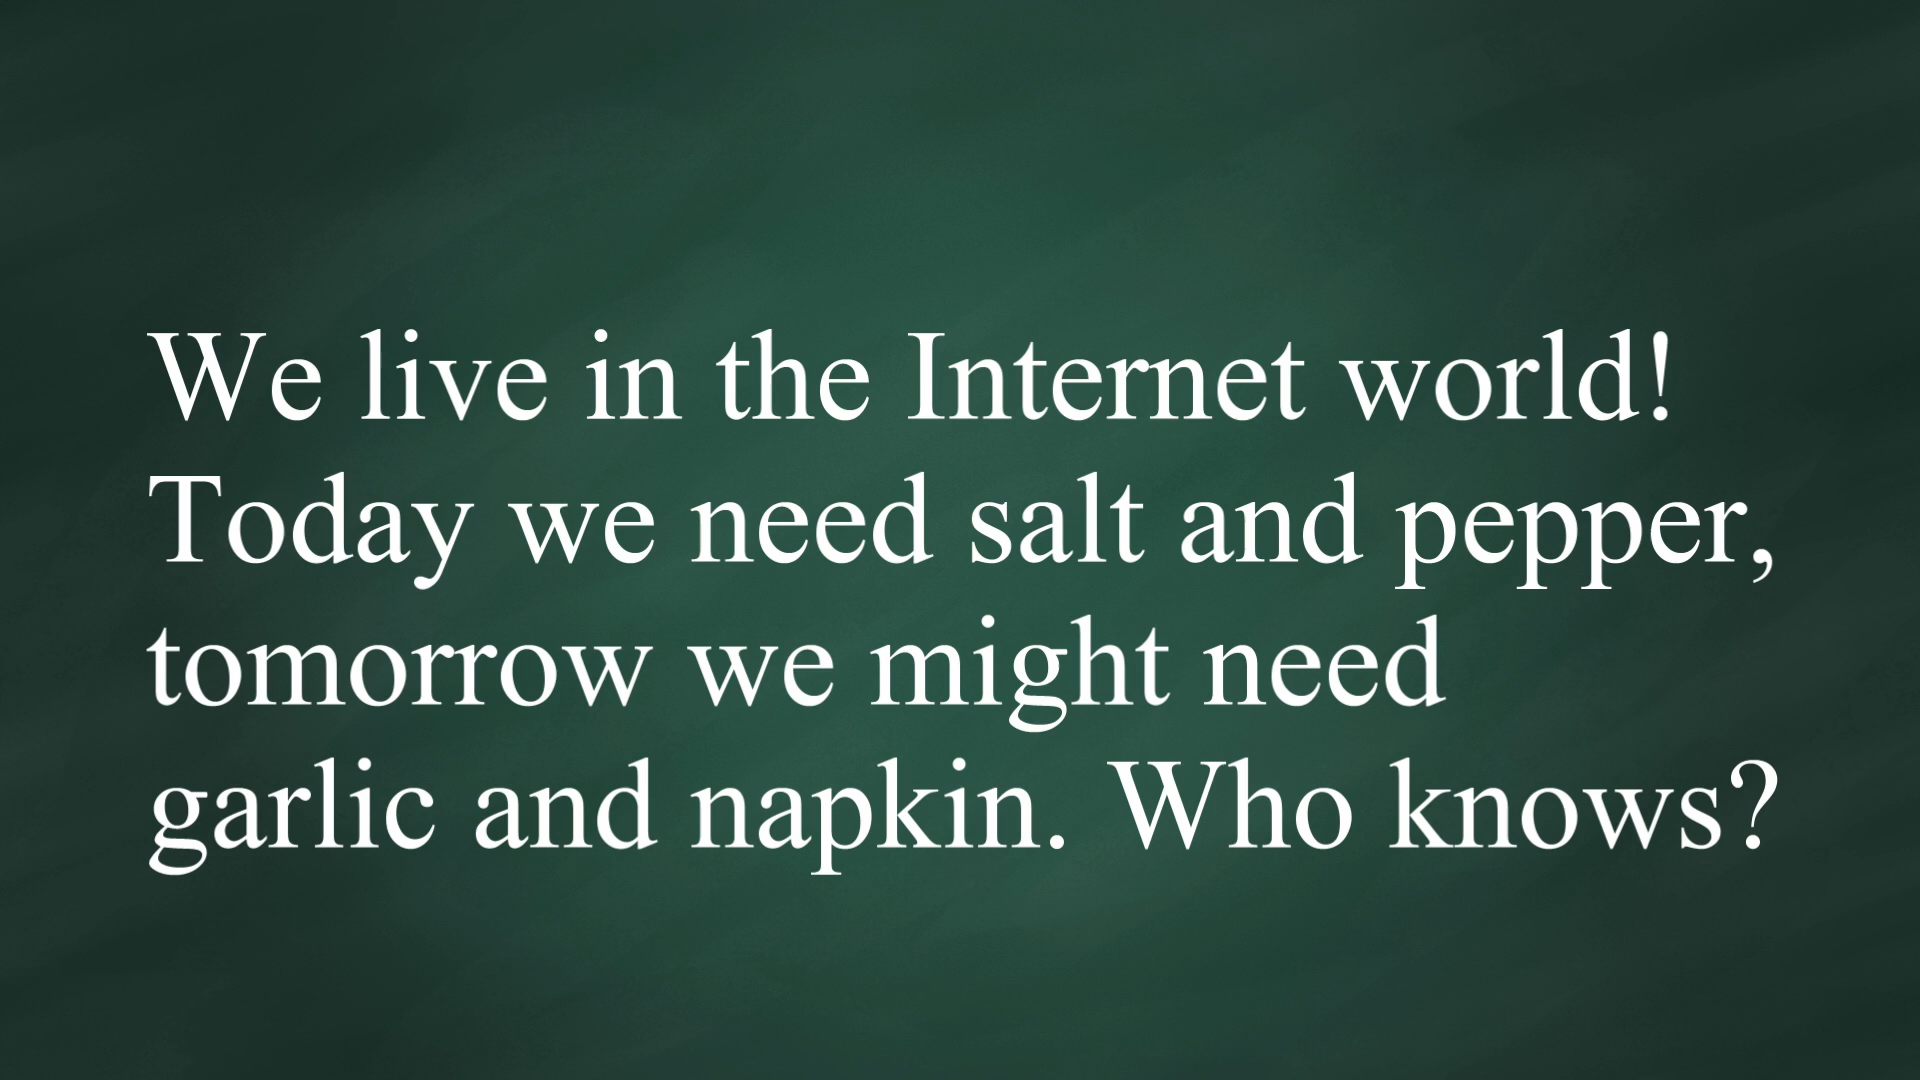 We live in the Internet world!
Today we need salt and pepper,
tomorrow we might need
garlic and napkin. Who knows?